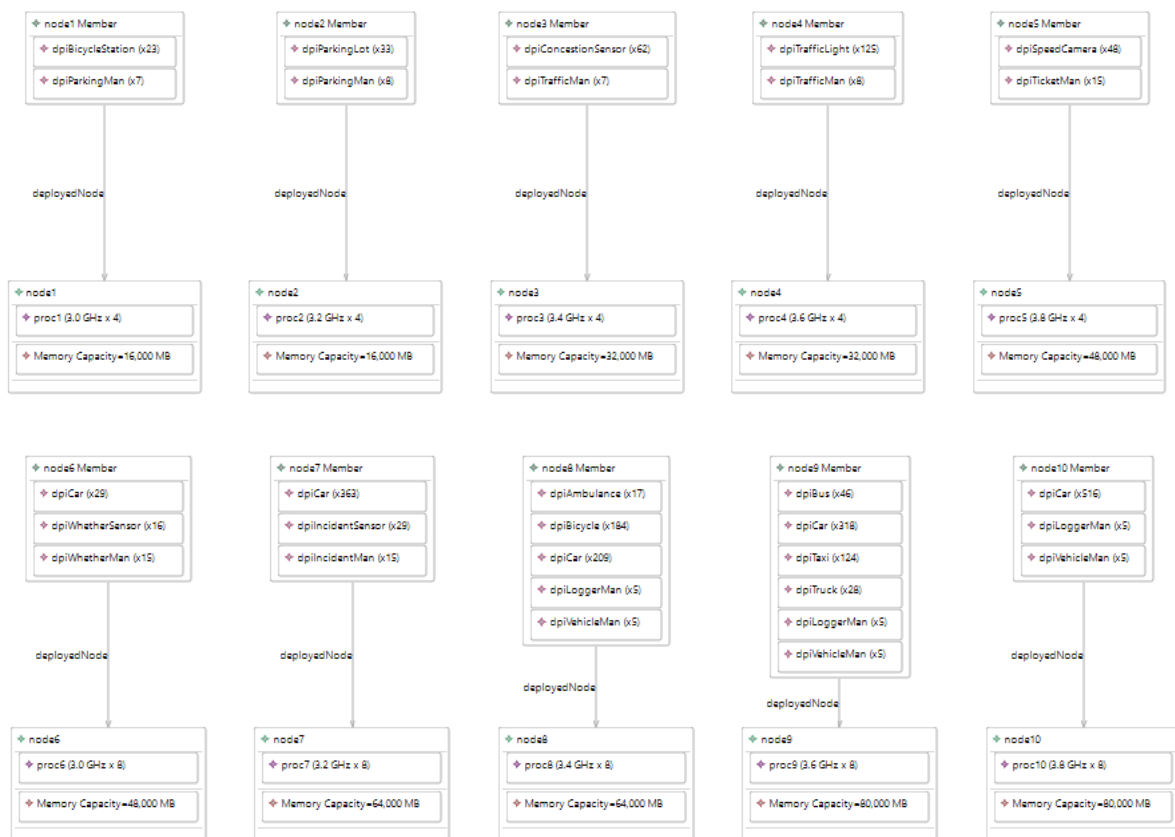 node1 Member
dpiBicycleStation (x23)
dpiParkingMan (x7)
node2 Member
dpiParkingLot (x33)
dpiParkingMan (x8)
node3 Member
dpiConcestionSensor (x62)
dpiTrafficMan (x7)
node4 Member
dpiTrafficLight (x125)
dpiTrafficMan (x8)
node5 Member
dpiSpeedCamera (x48)
dpiTicketMan (x15)
deployedNode
deployedNode
deployedNode
deployedNode
deployedNode
node1
proc1 (3.0 GHz x 4)
Memory Capacity=16,000 MB
node2
proc2 (3.2 GHz x 4)
Memory Capacity=16,000 MB
node3
proc3 (3.4 GHz x 4)
Memory Capacity=32,000 MB
node4
proc4 (3.6 GHz x 4)
Memory Capacity=32,000 MB
node5
proc5 (3.8 GHz x 4)
Memory Capacity=48,000 MB
node6 Member
dpiCar (x29)
dpiWhetherSensor (x16)
dpiWhetherMan (x15)
node7 Member
dpiCar (x363)
dpiIncidentSensor (x29)
dpiIncidentMan (x15)
node8 Member
dpiAmbulance (x17)
dpiBicycle (x184)
dpiCar (x209)
dpiLoggerMan (x5)
dpiVehicleMan (x5)
node9 Member
dpiBus (x46)
dpiCar (x318)
dpiTaxi (x124)
dpiTruck (x28)
dpiLoggerMan (x5)
dpiVehicleMan (x5)
node10 Member
dpiCar (x516)
dpiLoggerMan (x5)
dpiVehicleMan (x5)
deployedNode
deployedNode
deployedNode
deployedNode
deployedNode
node6
proc6 (3.0 GHz x 8)
Memory Capacity=48,000 MB
node7
proc7 (3.2 GHz x 8)
Memory Capacity=64,000 MB
node8
proc8 (3.4 GHz x 8)
Memory Capacity=64,000 MB
node9
proc9 (3.6 GHz x 8)
Memory Capacity=80,000 MB
node10
proc10 (3.8 GHz x 8)
Memory Capacity=80,000 MB